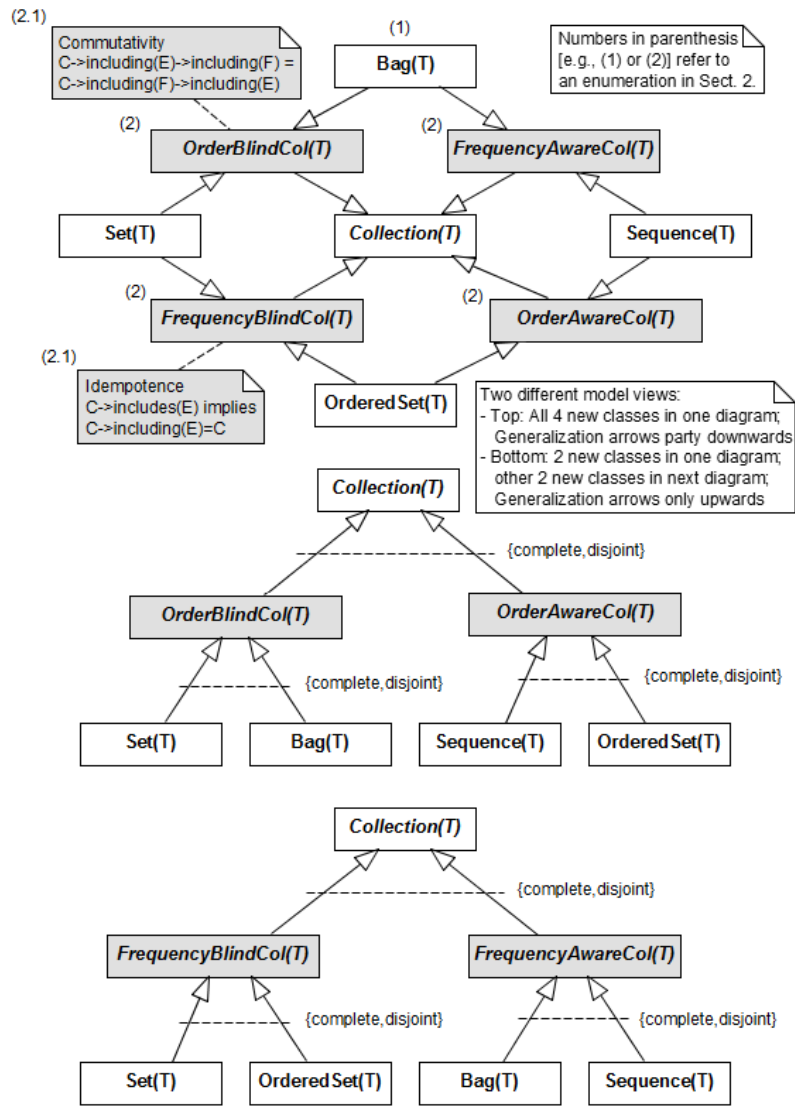 (2.1)
Commutativity
C->including(E)->including(F) =
C->including(F)->including(E)
(1)
Bag(T)
Numbers in parenthesis
[e.g., (1) or (2)] refer to
an enumeration in Sect. 2.
(2)
OrderBlindCol(T)
(2)
FrequencyAwareCol(T)
Set(T)
Collection(T)
Sequence(T)
(2)
FrequencyBlindCol(T)
(2)
OrderAwareCol(T)
(2.1)
Idempotence
C->includes(E) implies
C->including(E)=C
OrderedSet(T)
Two different model views:
- Top: All 4 new classes in one diagram;
Generalization arrows party downwards
- Bottom: 2 new classes in one diagram;
other 2 new classes in next diagram;
Generalization arrows only upwards
Collection(T)
{complete,disjoint}
OrderBlindCol(T)
OrderAwareCol(T)
{complete,disjoint}
{complete,disjoint}
Set(T)
Bag(T)
Sequence(T)
OrderedSet(T)
Collection(T)
{complete,disjoint}
FrequencyBlindCol(T)
FrequencyAwareCol(T)
{complete,disjoint}
{complete,disjoint}
Set(T)
OrderedSet(T)
Bag(T)
Sequence(T)